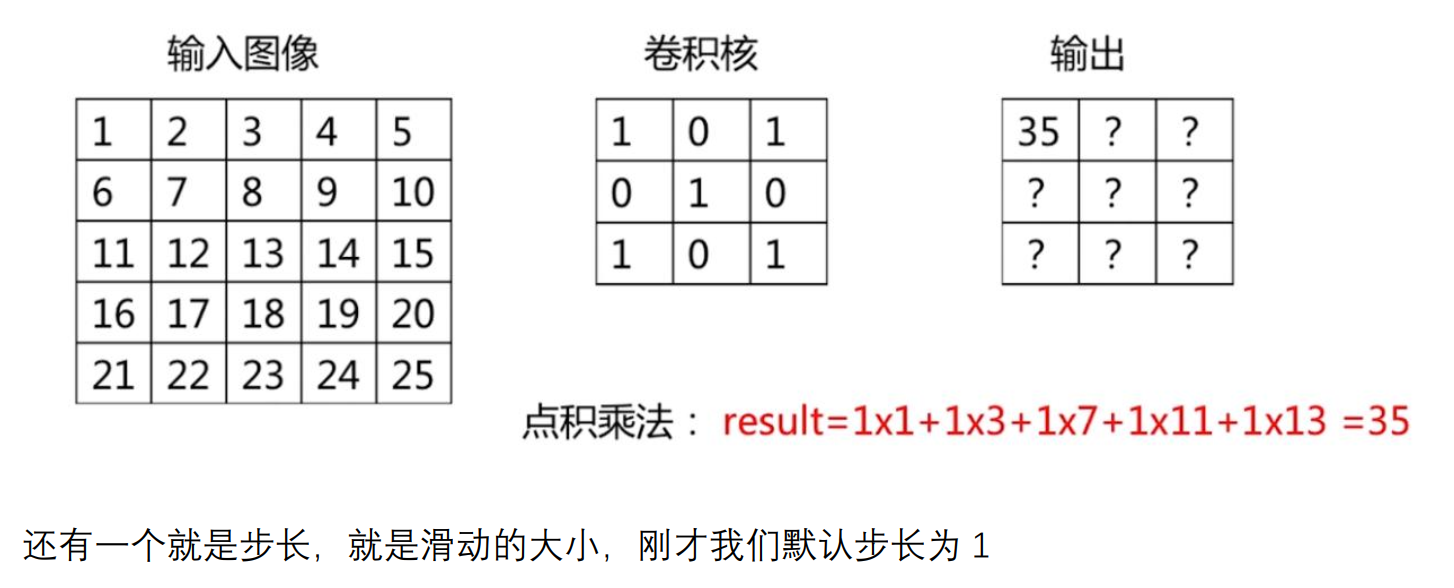 输入图像 卷积核 输出
1 2 3 4 5 1 0 1 35 ? ?
6 7 8 9 10 0 1 0 ? ? ?
11 12 13 14 15 1 0 1 ? ? ?
16 17 18 19 20
21 22 23 24 25
点积乘法：result=1x1+1x3+1x7+1x11+1x13 =35
还有一个就是步长，就是滑动的大小，刚才我们默认步长为 1